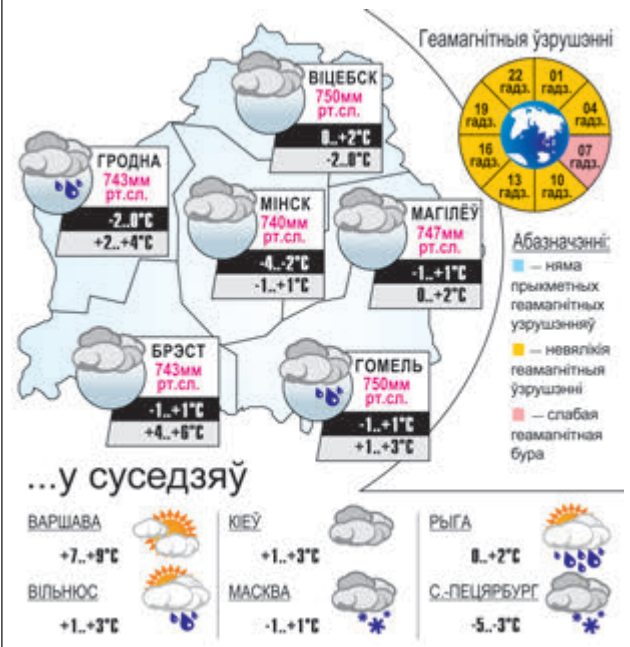 Геамагнітныя ўзрушэнні
22 гадз.
01 гадз.
04 гадз.
07 гадз.
10 гадз.
13 гадз.
16 гадз.
19 гадз.
ВІЦЕБСК
750мм
рт.сл.
0..+2°C
-2..0°C
ГРОДНА
743мм
рт.сл.
-2..0°C
+2..+4°C
МІНСК
740мм
рт.сл.
-4..-2°C
-1..+1°C
МАГІЛЁЎ
747мм
рт.сл.
-1..+1°C
0..+2°C
БРЭСТ
743мм
рт.сл.
-1..+1°C
+4..+6°C
ГОМЕЛЬ
750мм
рт.сл.
-1..+1°C
+1..+3°C
Абазначэнні:
– няма
прыкметных
геамагнітных
узрушэнняў
– невялікія
геамагнітныя
ўзрушэнні
– слабая
геамагнітная
бура
...у суседзяў
ВАРШАВА
+7..+9°C
КІЕЎ
+1..+3°C
РЫГА
0..+2°C
ВІЛЬНЮС
+1..+3°C
МАСКВА
-1..+1°C
С.-ПЕЦЯРБУРГ
-5..-3°C